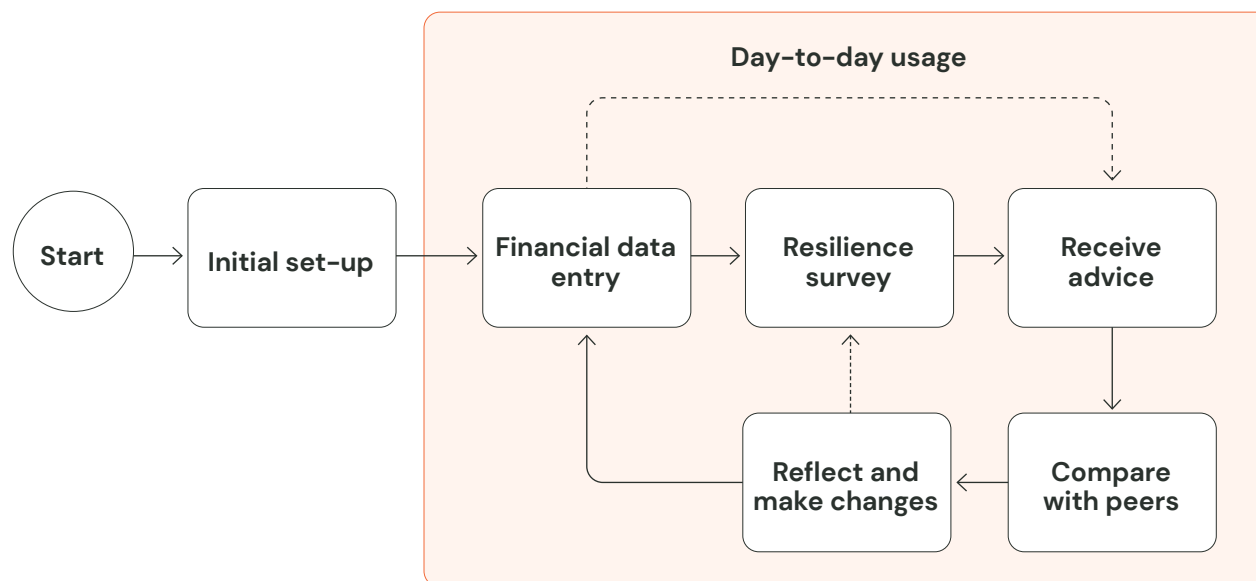 Day-to-day usage
Start
Initial set-up
Financial data
entry
Resilience
survey
Receive
advice
Reflect and
make changes
Compare
with peers